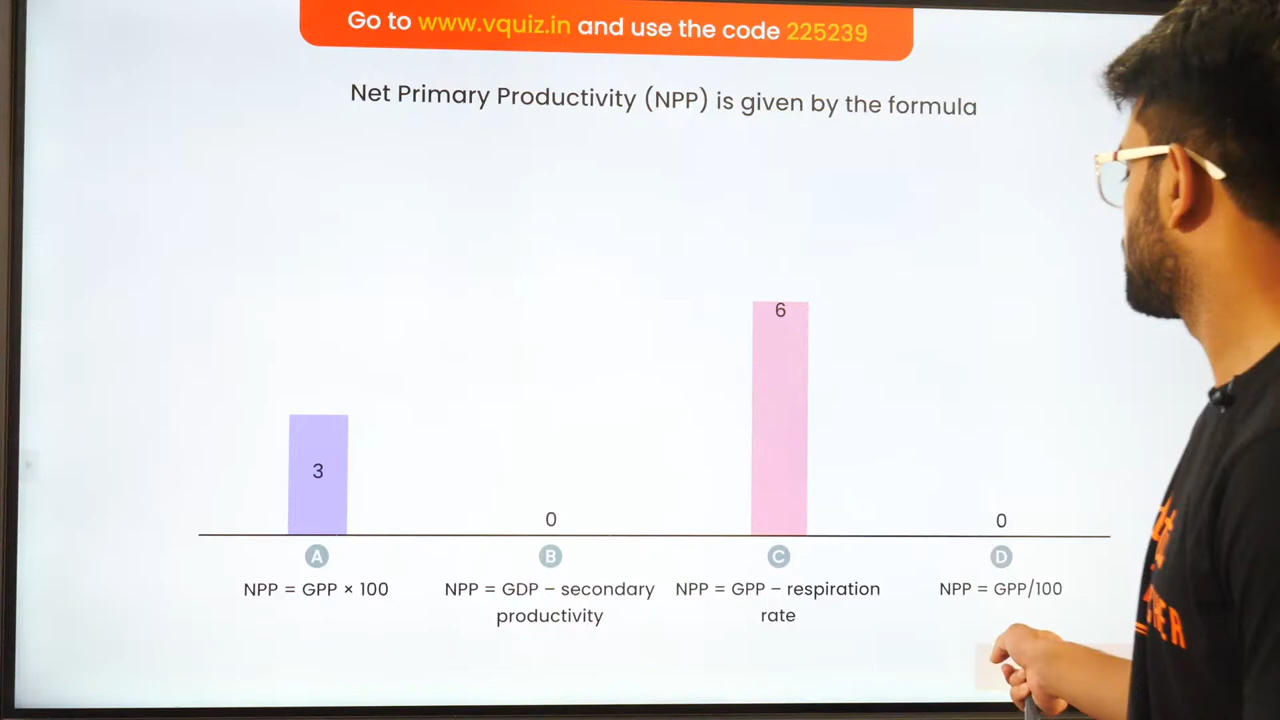 Go to www.vquiz.in and use the code 225239
Net Primary Productivity (NPP) is given by the formula
3
0
6
0
A
B
C
D
NPP = GPP × 100
NPP = GDP – secondary
productivity
NPP = GPP – respiration
rate
NPP = GPP/100